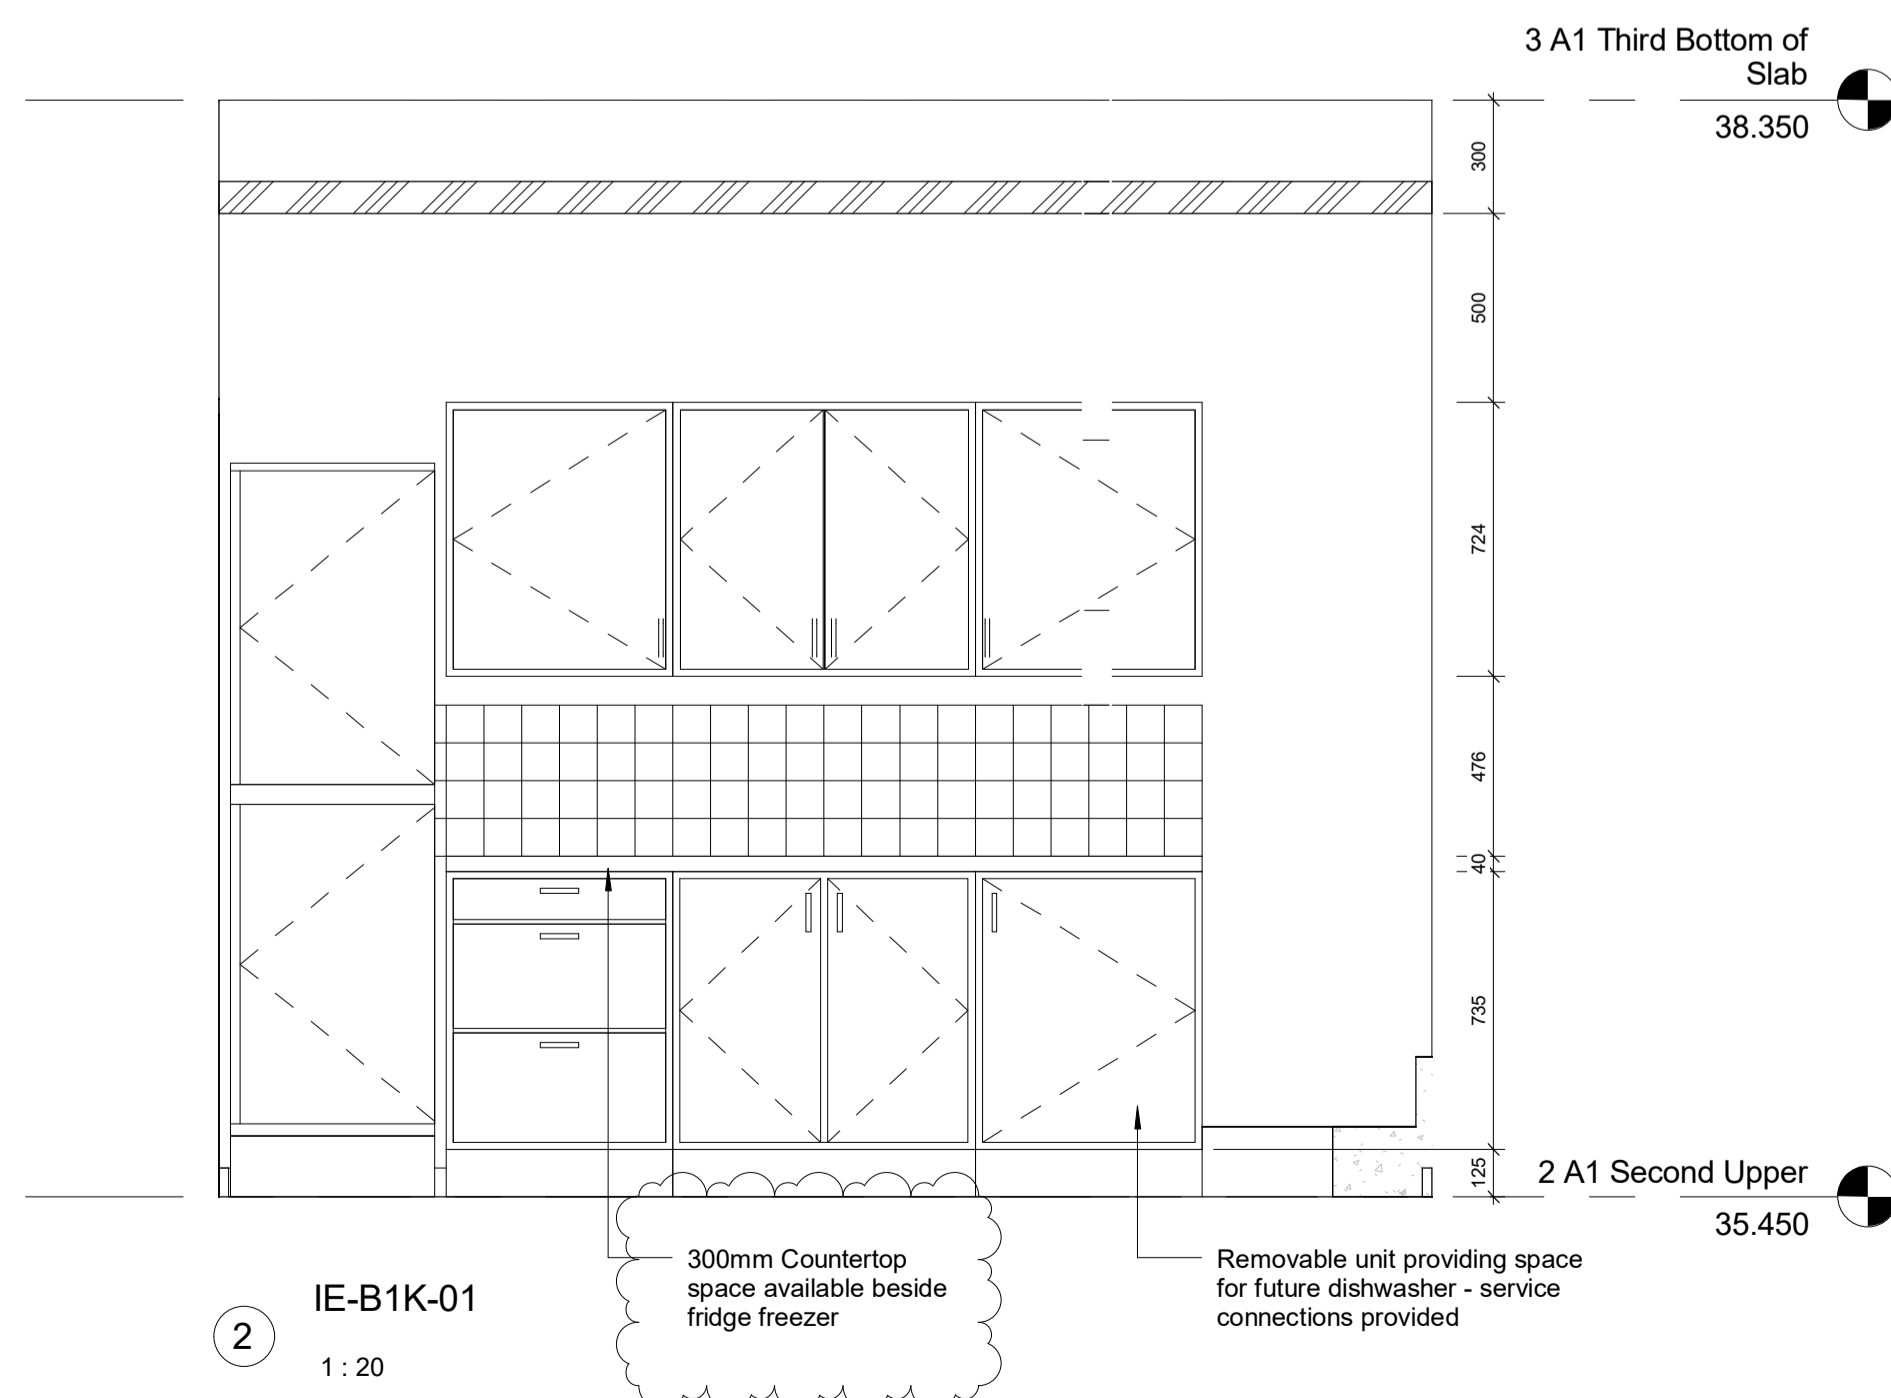 3 A1 Third Bottom of
Slab
38.350
300
500
724
476
40
735
125
2 A1 Second Upper
35.450
300mm Countertop
space available beside
fridge freezer
Removable unit providing space
for future dishwasher - service
connections provided
IE-B1K-01
2
1 : 20